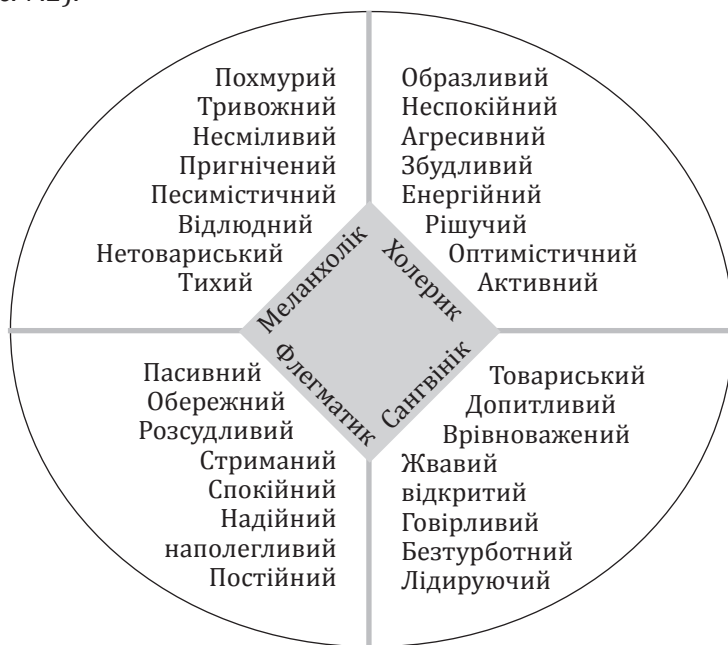 Похмурий
Тривожний
Несміливий
Пригнічений
Песимістичний
Відлюдний
Нетовариський
Тихий
Меланхолік
Образливий
Неспокійний
Агресивний
Збудливий
Енергійний
Рішучий
Оптимістичний
Активний
Холерик
Пасивний
Обережний
Розсудливий
Стриманий
Спокійний
Надійний
наполегливий
Постійний
Флегматик
Товариський
Допитливий
Врівноважений
Жвавий
відкритий
Говірливий
Безтурботний
Лідируючий
Сангвінік